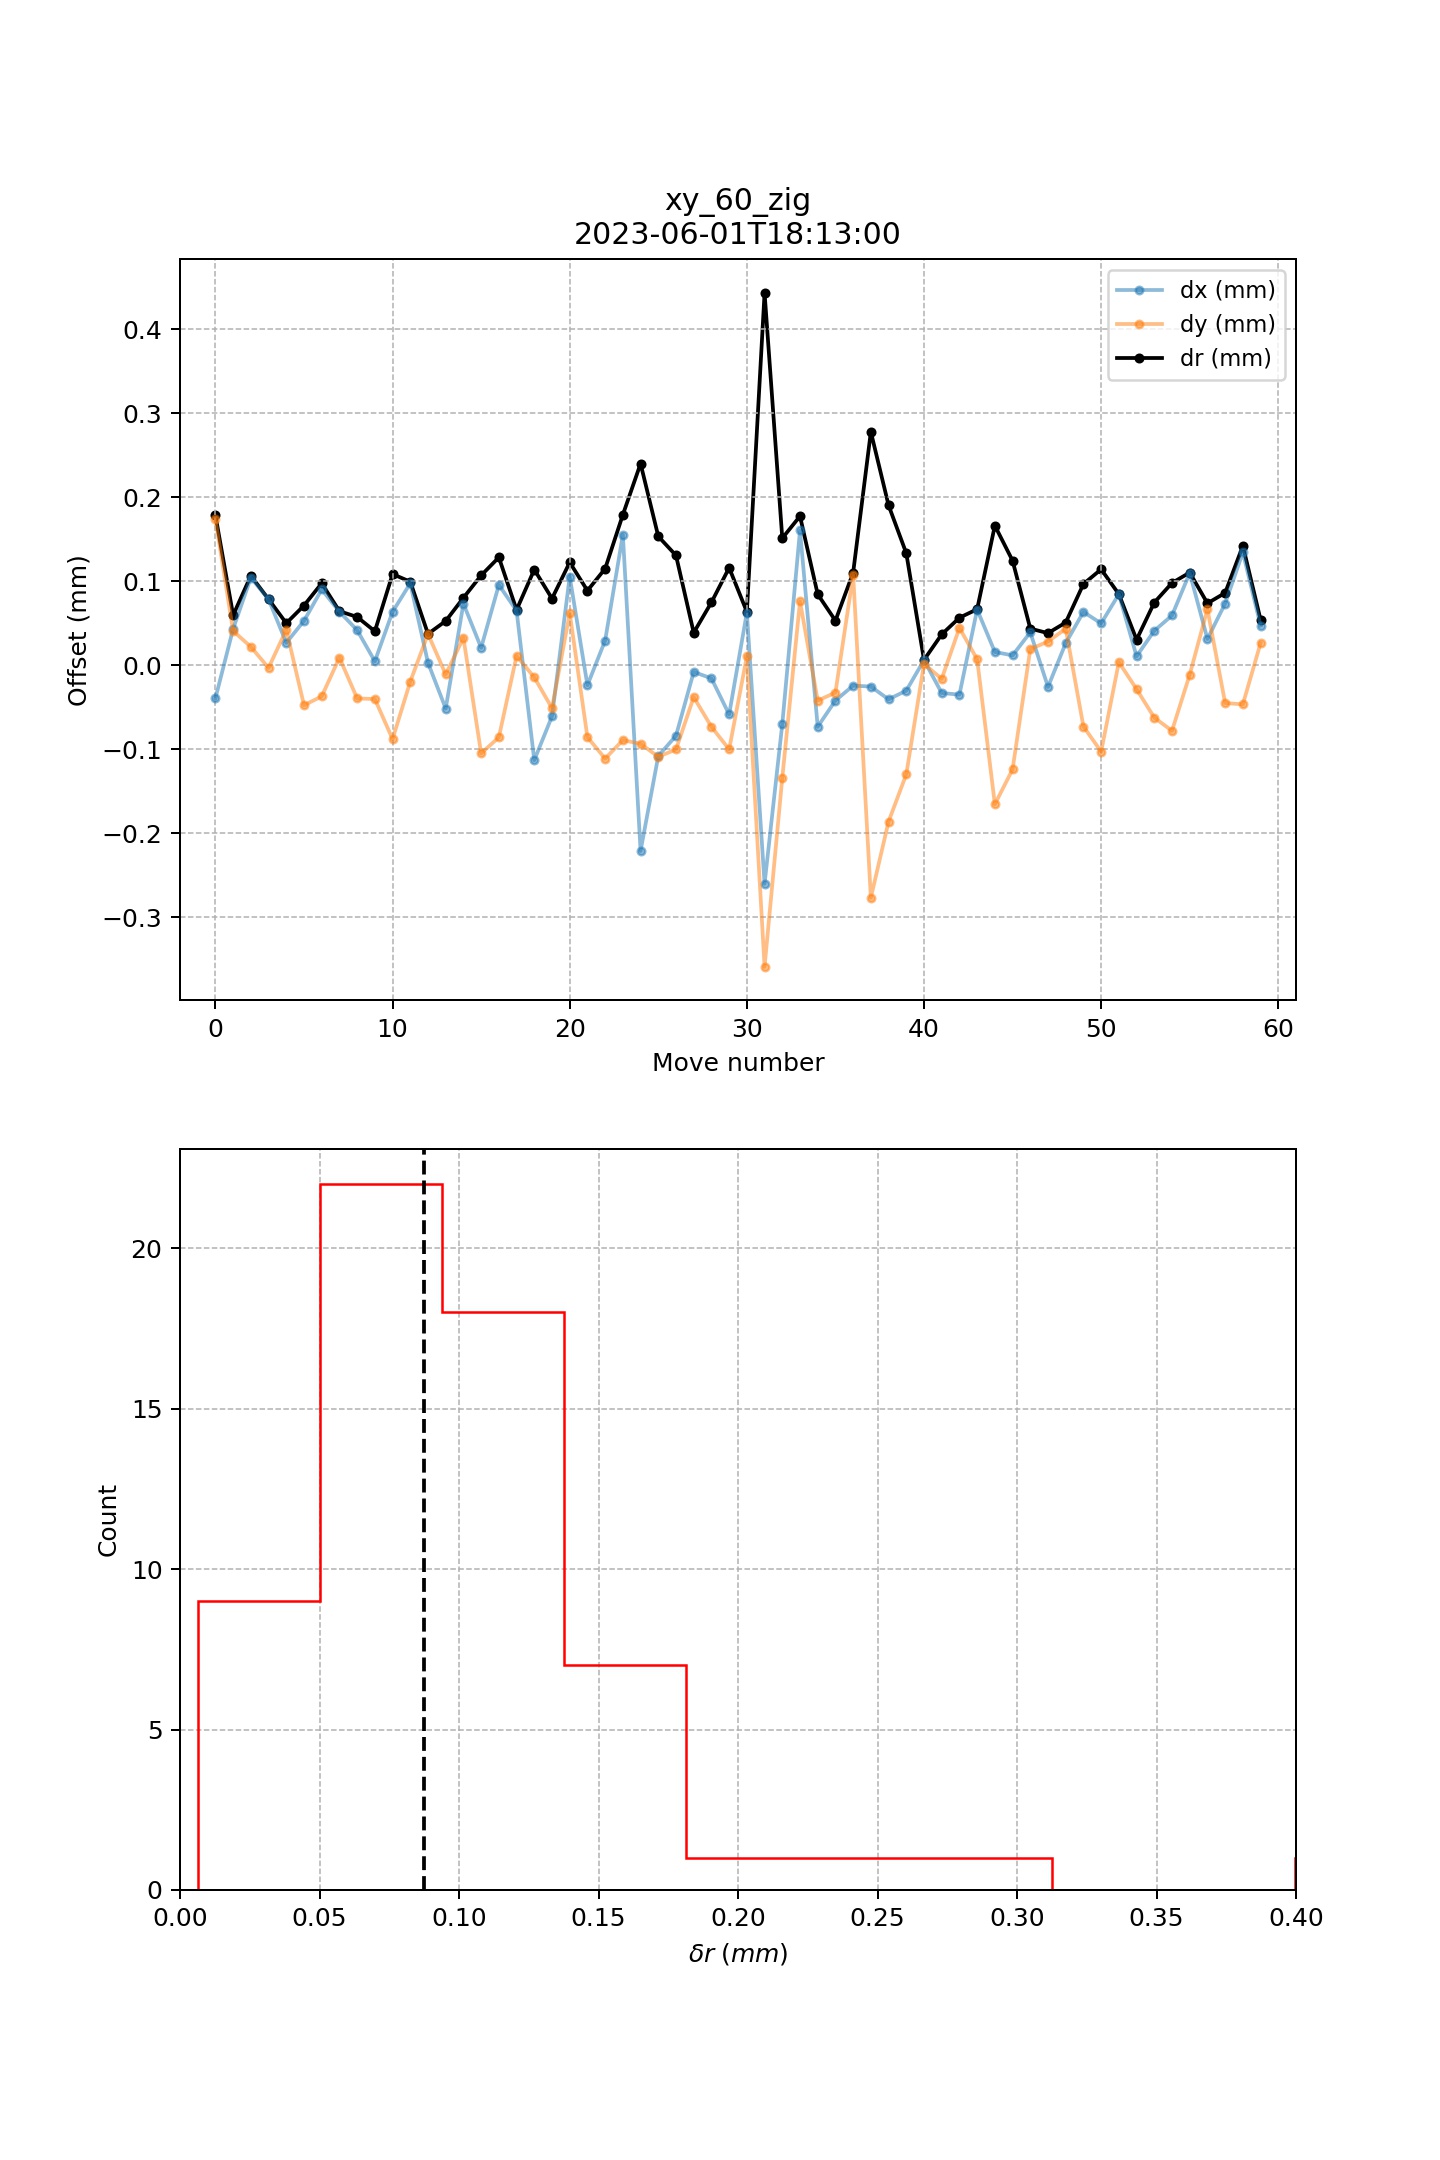 xy_60_zig
2023-06-01T18:13:00
dx (mm)
dy (mm)
dr (mm)
Offset (mm)
0.4
0.3
0.2
0.1
0.0
−0.1
−0.2
−0.3
0 10 20 30 40 50 60
Move number
Count
20
15
10
5
0
0.00 0.05 0.10 0.15 0.20 0.25 0.30 0.35 0.40
δr (mm)